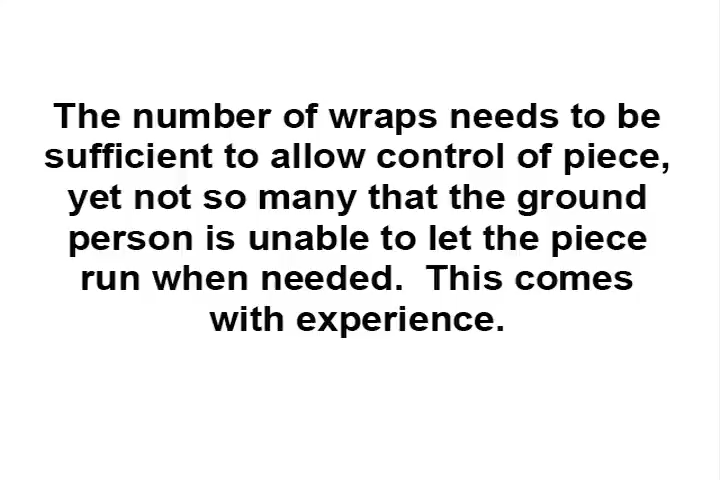 The number of wraps needs to be
sufficient to allow control of piece,
yet not so many that the ground
person is unable to let the piece
run when needed.  This comes
with experience.